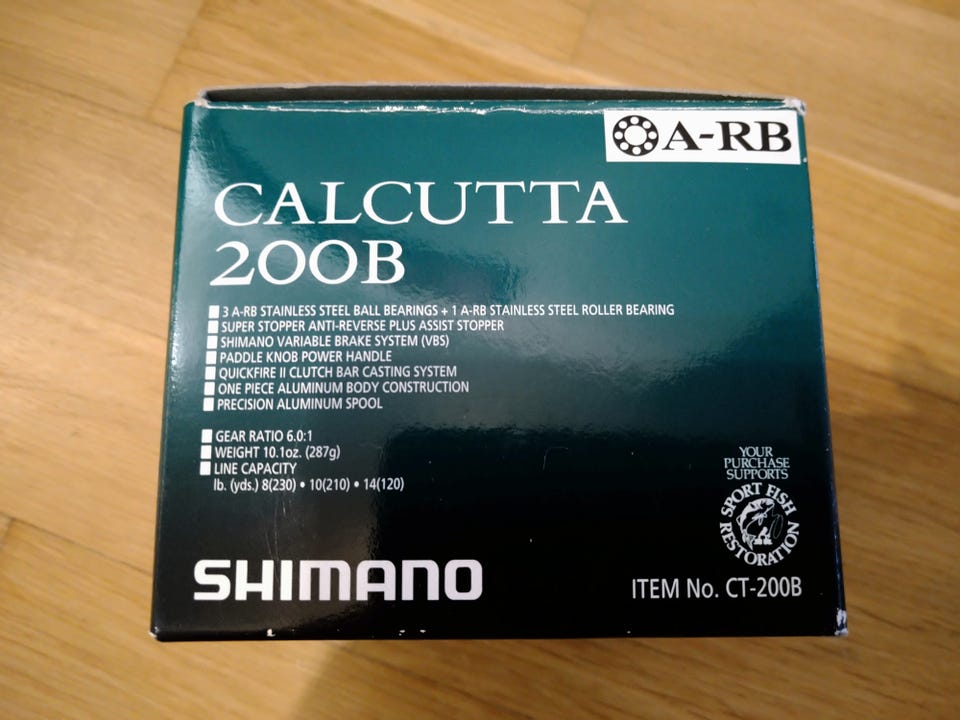 A-RB
CALCUTTA
200B
■ 3 A-RB STAINLESS STEEL BALL BEARINGS + 1 A-RB STAINLESS STEEL ROLLER BEARING
■ SUPER STOPPER ANTI-REVERSE PLUS ASSIST STOPPER
■ SHIMANO VARIABLE BRAKE SYSTEM (VBS)
■ PADDLE KNOB POWER HANDLE
■ QUICKFIRE II CLUTCH BAR CASTING SYSTEM
■ ONE PIECE ALUMINUM BODY CONSTRUCTION
■ PRECISION ALUMINUM SPOOL
■ GEAR RATIO 6.0:1
■ WEIGHT 10.1oz. (287g)
■ LINE CAPACITY
lb. (yds.) 8(230) • 10(210) • 14(120)
YOUR
PURCHASE
SUPPORTS
SPORT FISH
RESTORATION
SHIMANO
ITEM No. CT-200B